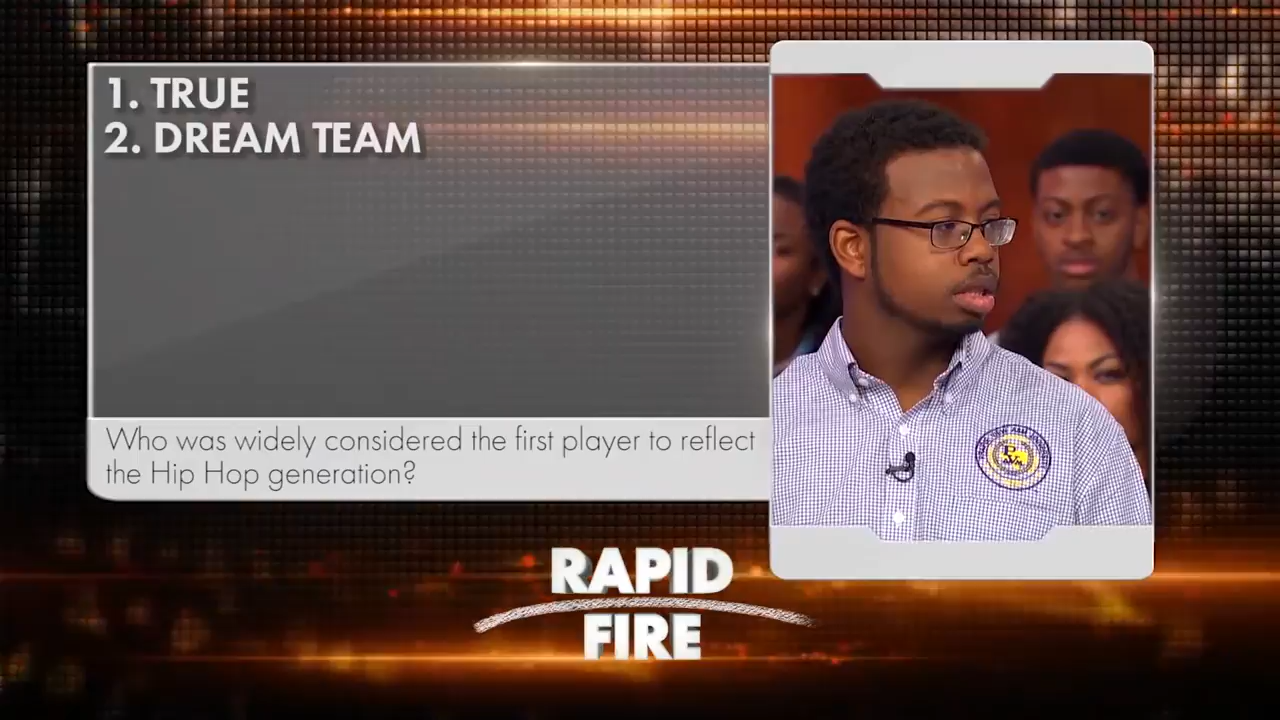 1. TRUE
2. DREAM TEAM
Who was widely considered the first player to reflect
the Hip Hop generation?
RAPID
FIRE